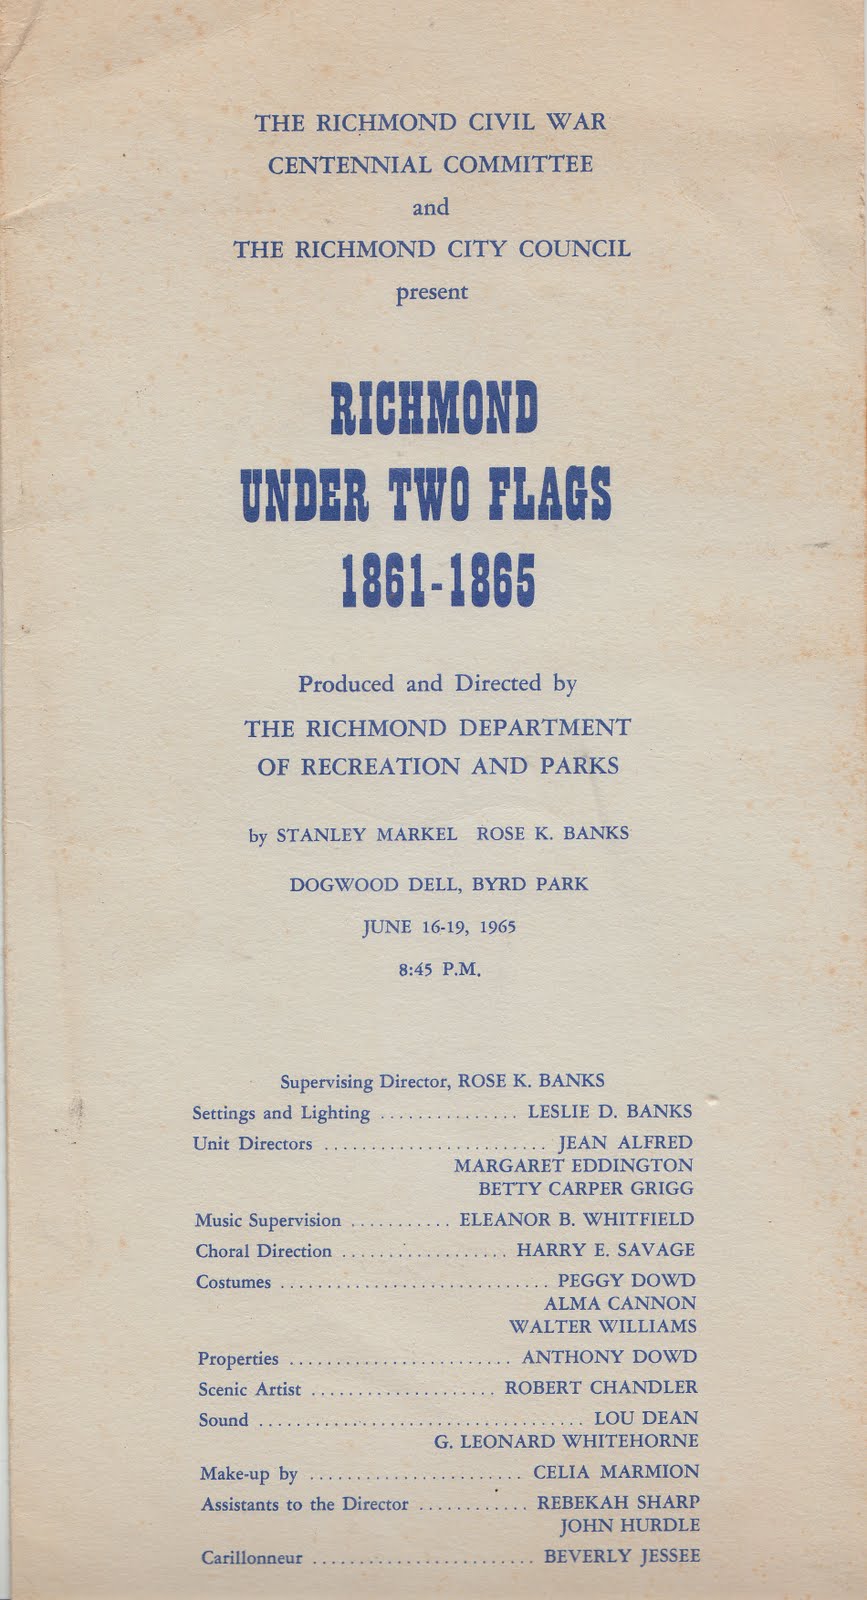 THE RICHMOND CIVIL WAR
CENTENNIAL COMMITTEE
and
THE RICHMOND CITY COUNCIL
present
RICHMOND
UNDER TWO FLAGS
1861-1865
Produced and Directed by
THE RICHMOND DEPARTMENT
OF RECREATION AND PARKS
by STANLEY MARKEL ROSE K. BANKS
DOGWOOD DELL, BYRD PARK
JUNE 16-19, 1965
8:45 P.M.
Supervising Director, ROSE K. BANKS
Settings and Lighting ............... LESLIE D. BANKS
Unit Directors ........................ JEAN ALFRED
MARGARET EDDINGTON
BETTY CARPER GRIGG
Music Supervision ........... ELEANOR B. WHITFIELD
Choral Direction .................. HARRY E. SAVAGE
Costumes ............................. PEGGY DOWD
ALMA CANNON
WALTER WILLIAMS
Properties ........................ ANTHONY DOWD
Scenic Artist .................... ROBERT CHANDLER
Sound ................................... LOU DEAN
G. LEONARD WHITEHORNE
Make-up by ....................... CELIA MARMION
Assistants to the Director ............ REBEKAH SHARP
JOHN HURDLE
Carillonneur ........................ BEVERLY JESSEE